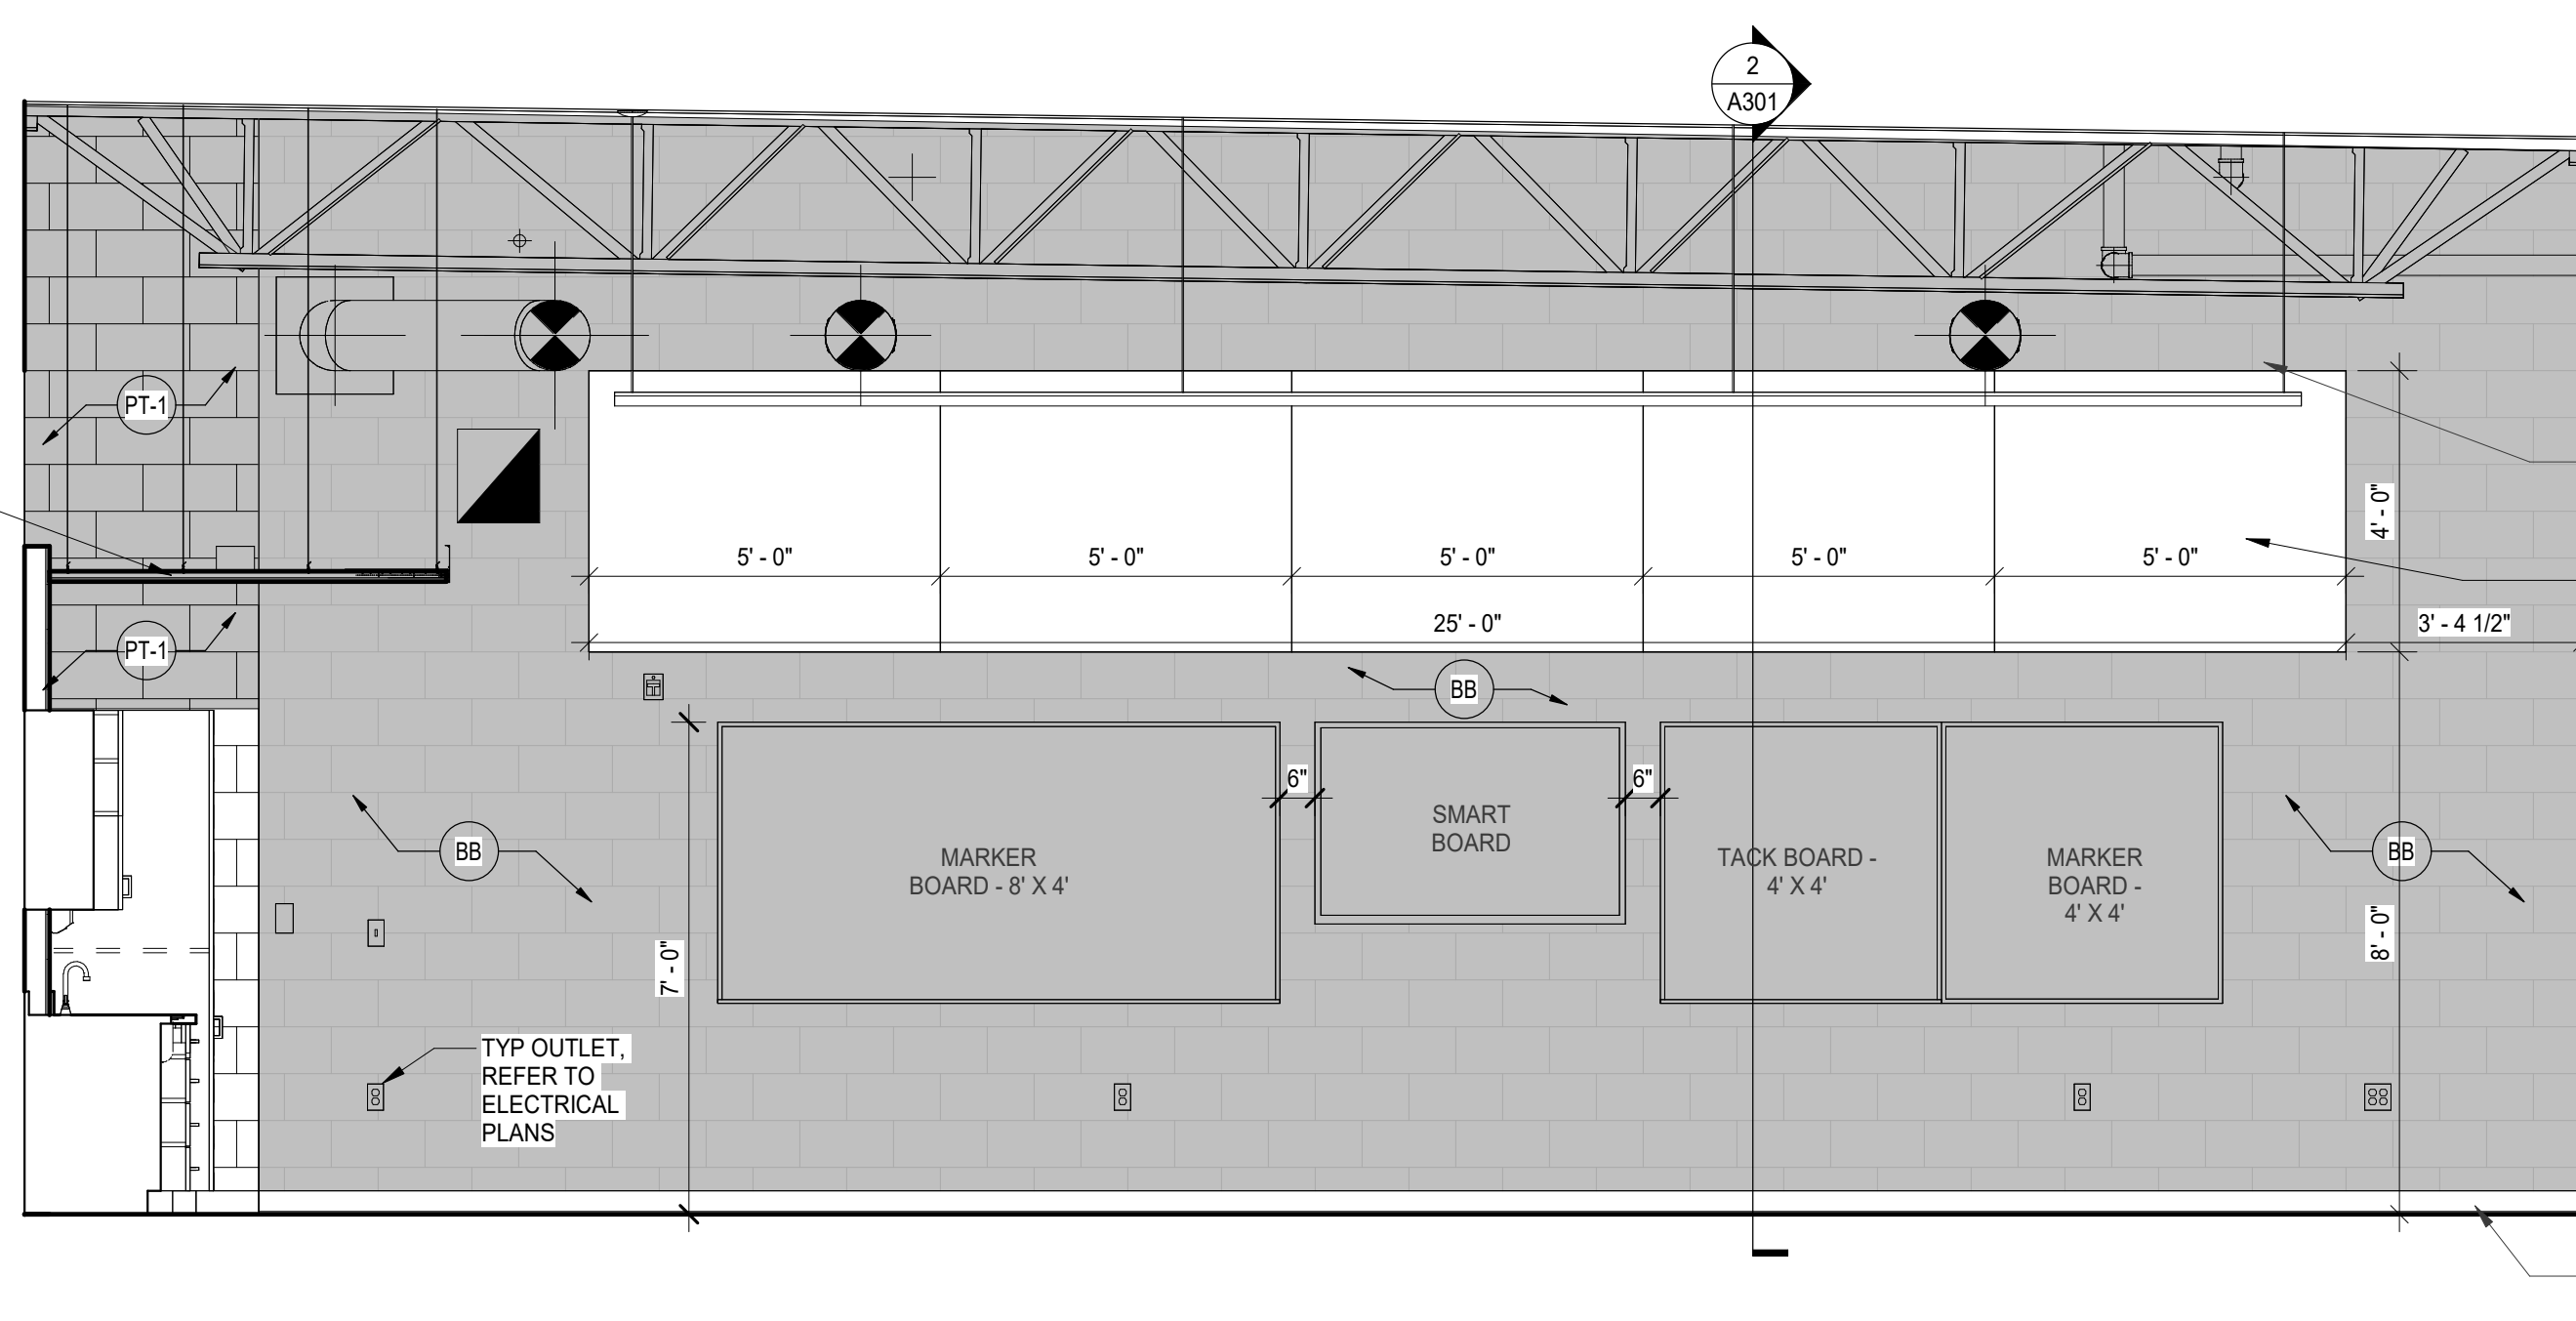 2
A301
PT-1
4' - 0"
5' - 0"
5' - 0"
5' - 0"
5' - 0"
5' - 0"
25' - 0"
3' - 4 1/2"
PT-1
BB
6"
6"
SMART
BOARD
MARKER
BOARD - 8' X 4'
TACK BOARD -
4' X 4'
MARKER
BOARD -
4' X 4'
BB
BB
7' - 0"
8' - 0"
TYP OUTLET,
REFER TO
ELECTRICAL
PLANS